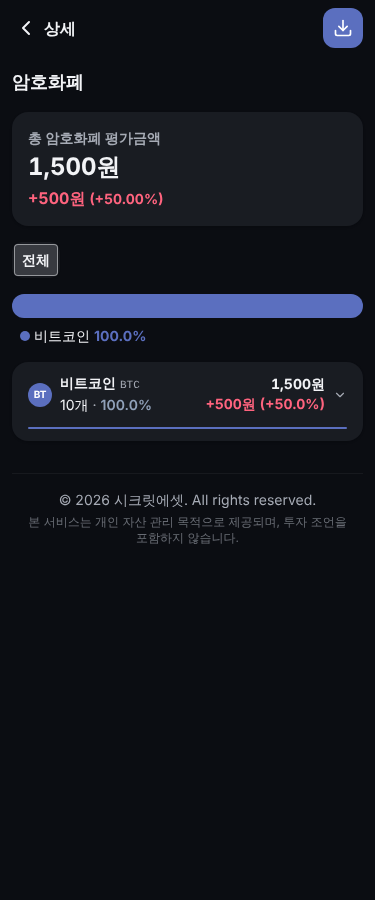 상세
암호화폐
총 암호화폐 평가금액
1,500원
+500원 (+50.00%)
전체
비트코인 100.0%
BT
비트코인 BTC
1,500원
10개 · 100.0%
+500원 (+50.0%)
© 2026 시크릿에셋. All rights reserved.
본 서비스는 개인 자산 관리 목적으로 제공되며, 투자 조언을
포함하지 않습니다.